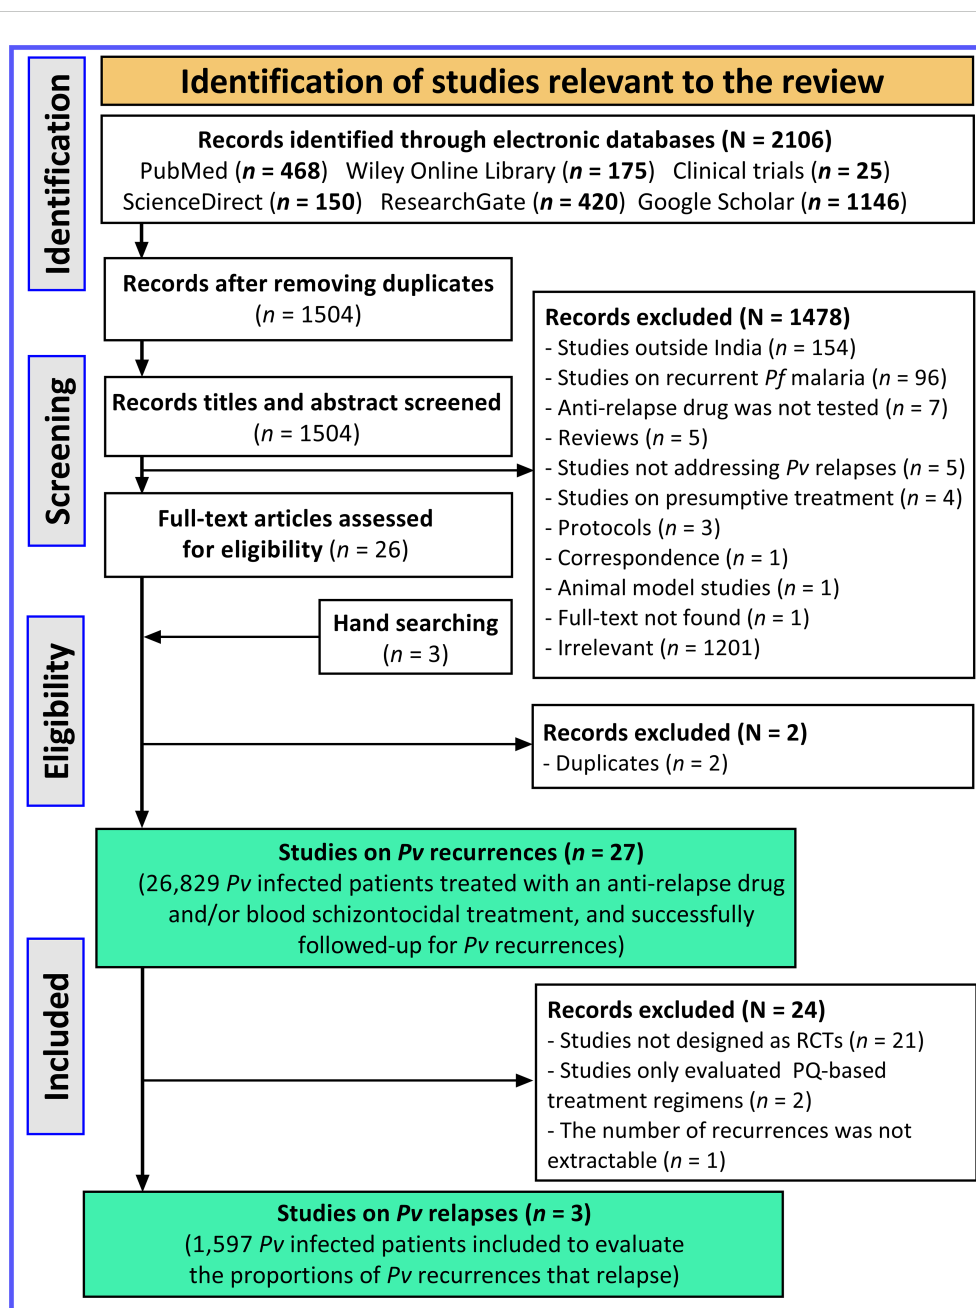 Identification of studies relevant to the review
Identification
Records identified through electronic databases (N = 2106)
PubMed (n = 468) Wiley Online Library (n = 175) Clinical trials (n = 25)
ScienceDirect (n = 150) ResearchGate (n = 420) Google Scholar (n = 1146)
Records after removing duplicates
(n = 1504)
Screening
Records titles and abstract screened
(n = 1504)
Records excluded (N = 1478)
- Studies outside India (n = 154)
- Studies on recurrent Pf malaria (n = 96)
- Anti-relapse drug was not tested (n = 7)
- Reviews (n = 5)
- Studies not addressing Pv relapses (n = 5)
- Studies on presumptive treatment (n = 4)
- Protocols (n = 3)
- Correspondence (n = 1)
- Animal model studies (n = 1)
- Full-text not found (n = 1)
- Irrelevant (n = 1201)
Full-text articles assessed
for eligibility (n = 26)
Eligibility
Hand searching
(n = 3)
Records excluded (N = 2)
- Duplicates (n = 2)
Studies on Pv recurrences (n = 27)
(26,829 Pv infected patients treated with an anti-relapse drug
and/or blood schizontocidal treatment, and successfully
followed-up for Pv recurrences)
Included
Records excluded (N = 24)
- Studies not designed as RCTs (n = 21)
- Studies only evaluated PQ-based
treatment regimens (n = 2)
- The number of recurrences was not
extractable (n = 1)
Studies on Pv relapses (n = 3)
(1,597 Pv infected patients included to evaluate
the proportions of Pv recurrences that relapse)